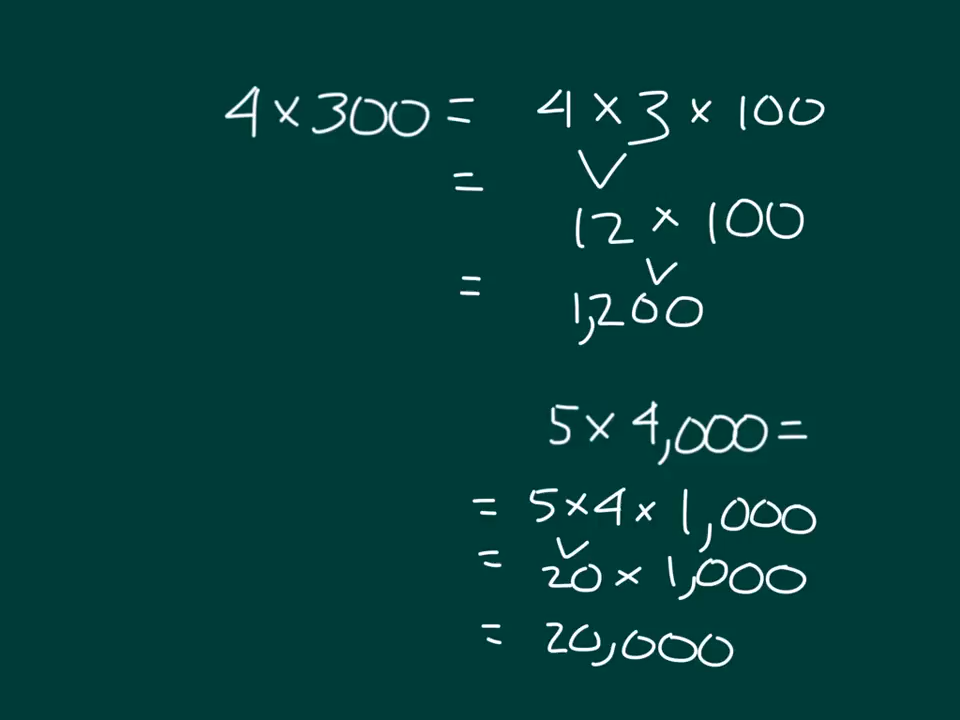 4 × 300 = 4 × 3 × 100
= 12 × 100
= 1,200
5 × 4,000 =
= 5 × 4 × 1,000
= 20 × 1,000
= 20,000